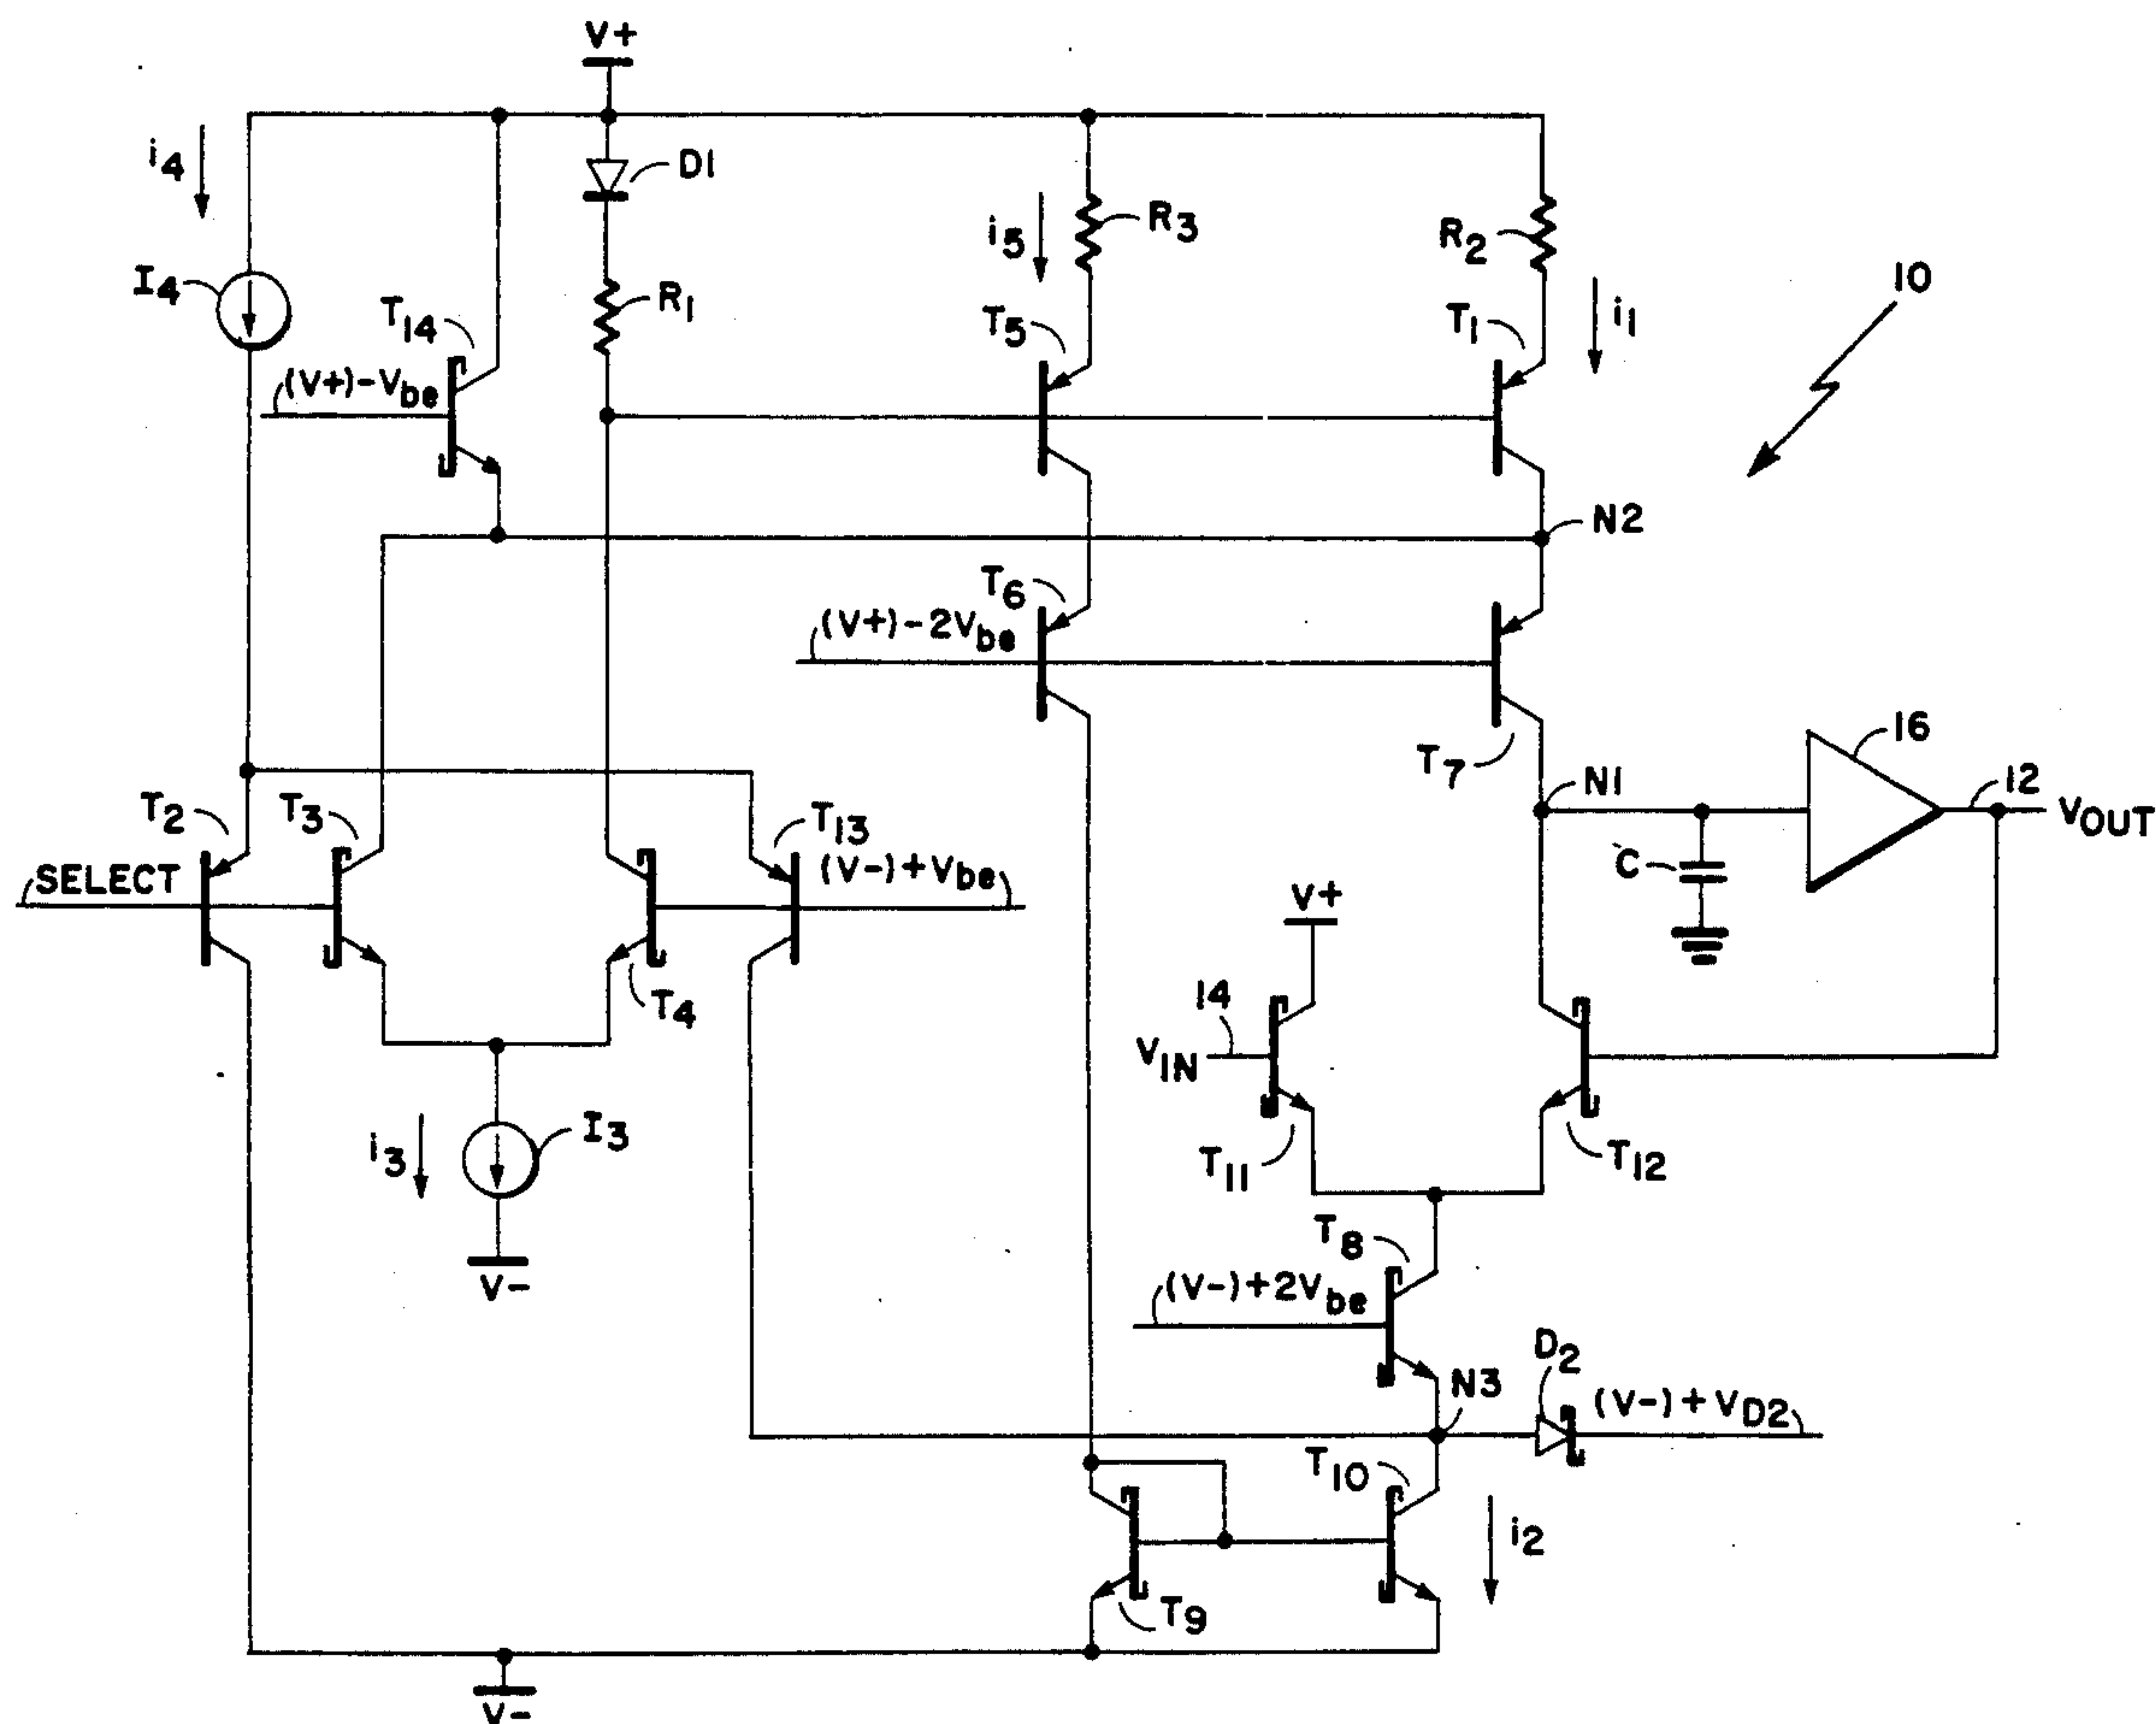 V+
i4
D1
I4
R1
i5
R3
R2
i1
10
T14
T5
T1
(V+)-Vbe
N2
T6
(V+)-2Vbe
T7
N1
16
12
VOUT
T2
T3
T13
(V-)+Vbe
SELECT
C
V+
T4
14
VIN
i3
I3
T11
T12
V-
T8
(V-)+2Vbe
D2
N3
(V-)+VD2
T10
i2
T9
V-